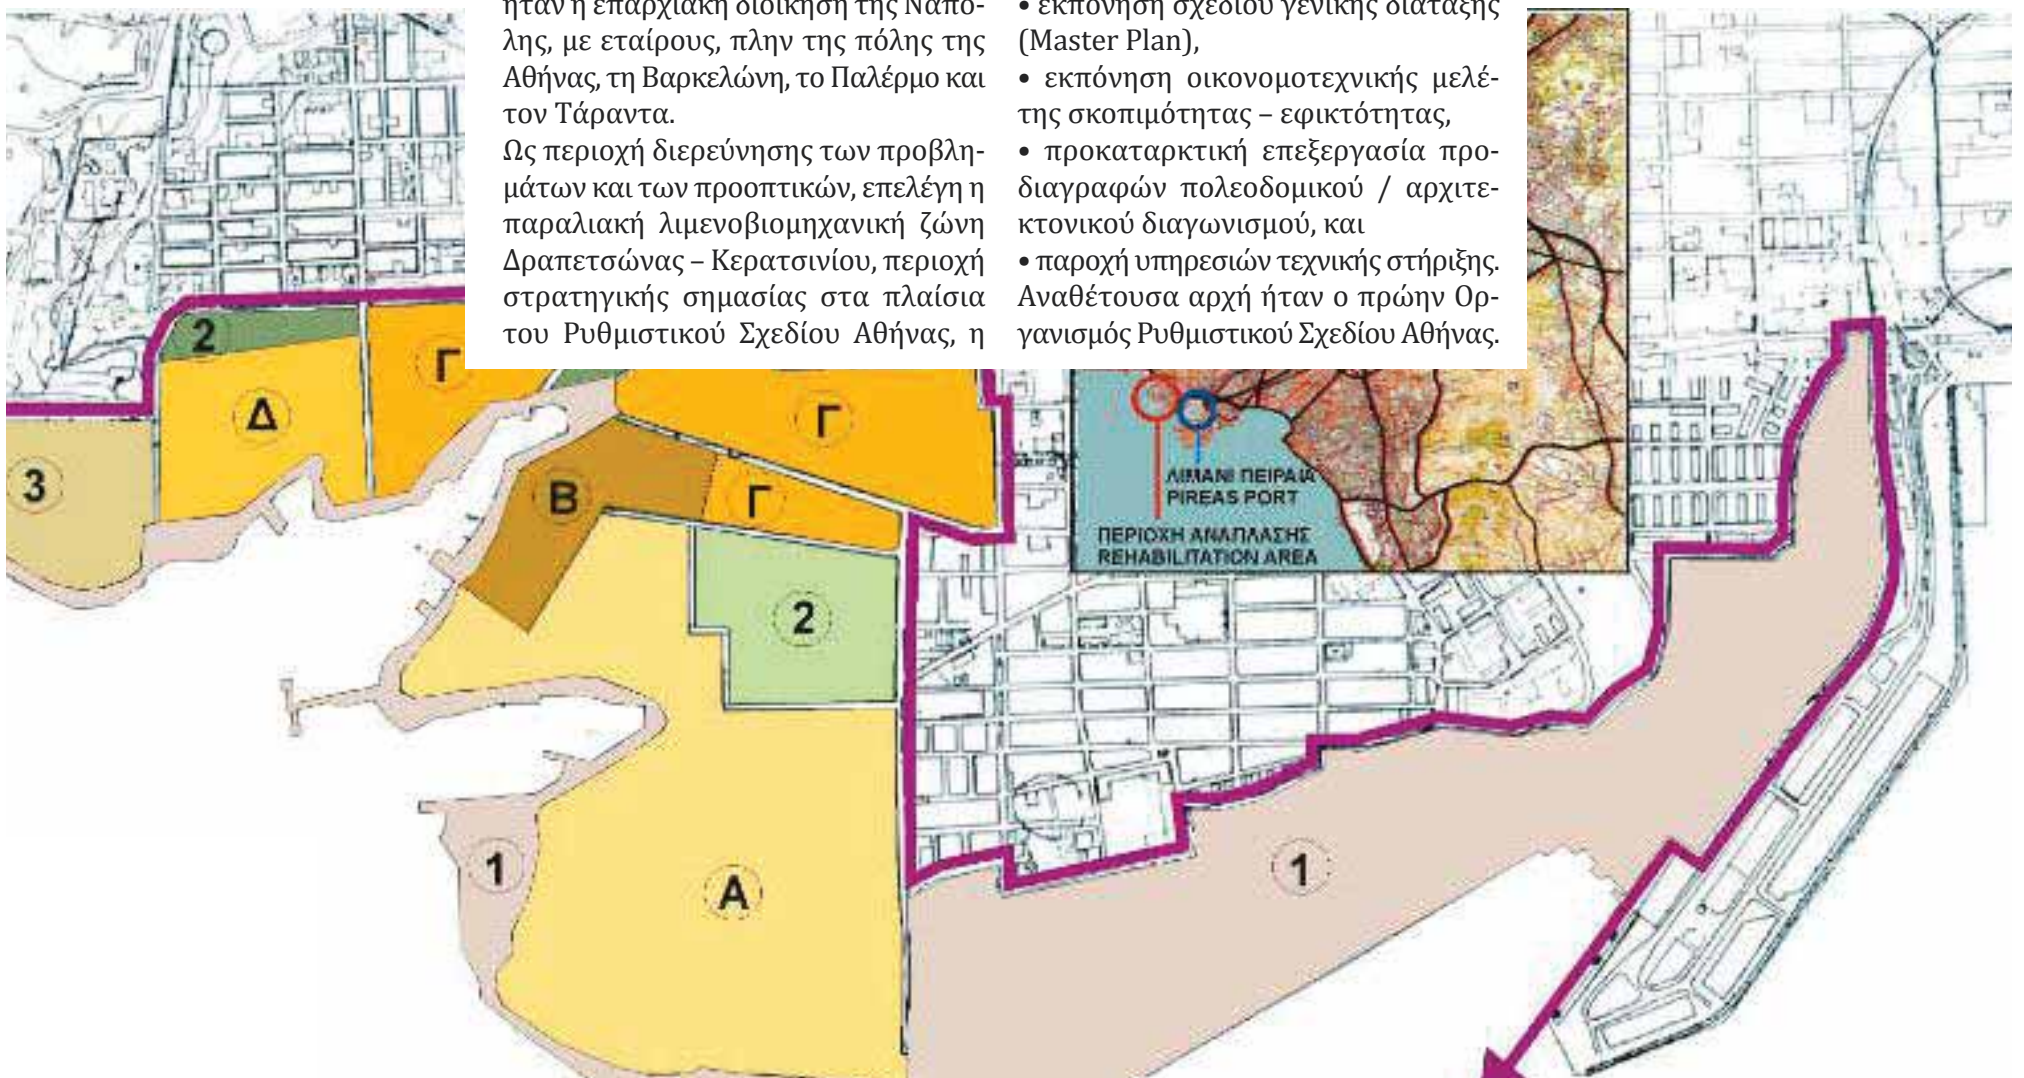 ήταν η επαρχιακή διοίκηση της Νάπο-
λης, με εταίρους, πλην της πόλης της
Αθήνας, τη Βαρκελώνη, το Παλέρμο και
τον Τάραντα.
Ως περιοχή διερεύνησης των προβλη-
μάτων και των προοπτικών, επελέγη η
παραλιακή λιμενοβιομηχανική ζώνη
Δραπετσώνας – Κερατσινίου, περιοχή
στρατηγικής σημασίας στα πλαίσια
του Ρυθμιστικού Σχεδίου Αθήνας, η
• εκπόνηση σχεδίου γενικής διάταξης
(Master Plan),
• εκπόνηση οικονομοτεχνικής μελέ-
της σκοπιμότητας – εφικτότητας,
• προκαταρκτική επεξεργασία προ-
διαγραφών πολεοδομικού / αρχιτε-
κτονικού διαγωνισμού, και
• παροχή υπηρεσιών τεχνικής στήριξης.
Αναθέτουσα αρχή ήταν ο πρώην Ορ-
γανισμός Ρυθμιστικού Σχεδίου Αθήνας.
2
Γ
Δ
Γ
3
Β
Γ
2
1
Α
1
ΛΙΜΑΝΙ ΠΕΙΡΑΙΑ
PIREAS PORT
ΠΕΡΙΟΧΗ ΑΝΑΠΛΑΣΗΣ
REHABILITATION AREA